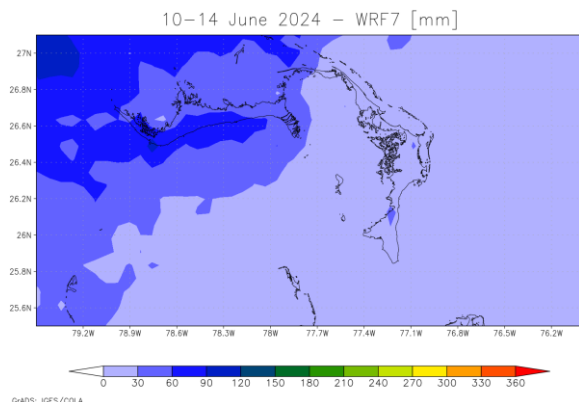 10-14 June 2024 - WRF7 [mm]
27N
26.8N
26.6N
26.4N
26.2N
26N
25.8N
25.6N
79.2W 78.9W 78.6W 78.3W 78W 77.7W 77.4W 77.1W 76.8W 76.5W 76.2W
0 30 60 90 120 150 180 210 240 270 300 330 360
GrADS: IGES/COLA